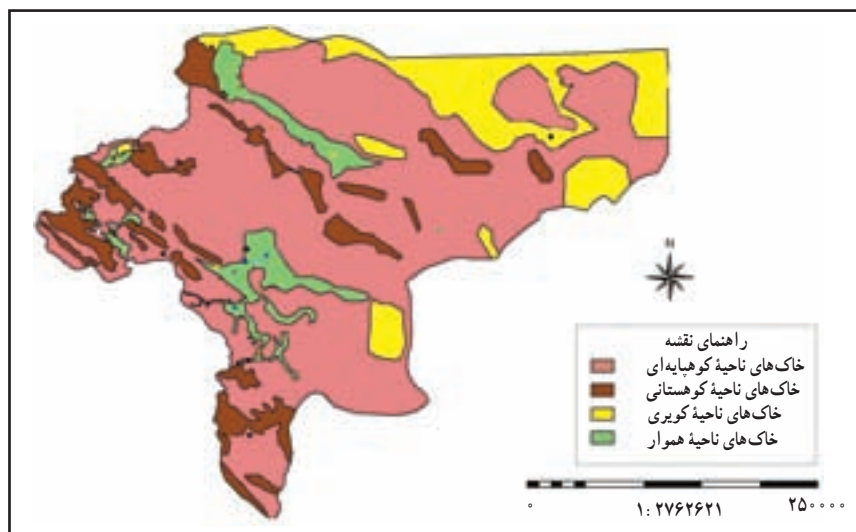 N
راهنمای نقشه
خاک‌های ناحیهٔ کوهپایه‌ای
خاک‌های ناحیهٔ کوهستانی
خاک‌های ناحیهٔ کویری
خاک‌های ناحیهٔ هموار
۰ ۱:۲۷۶۲۶۲۱ ۲۵۰۰۰۰